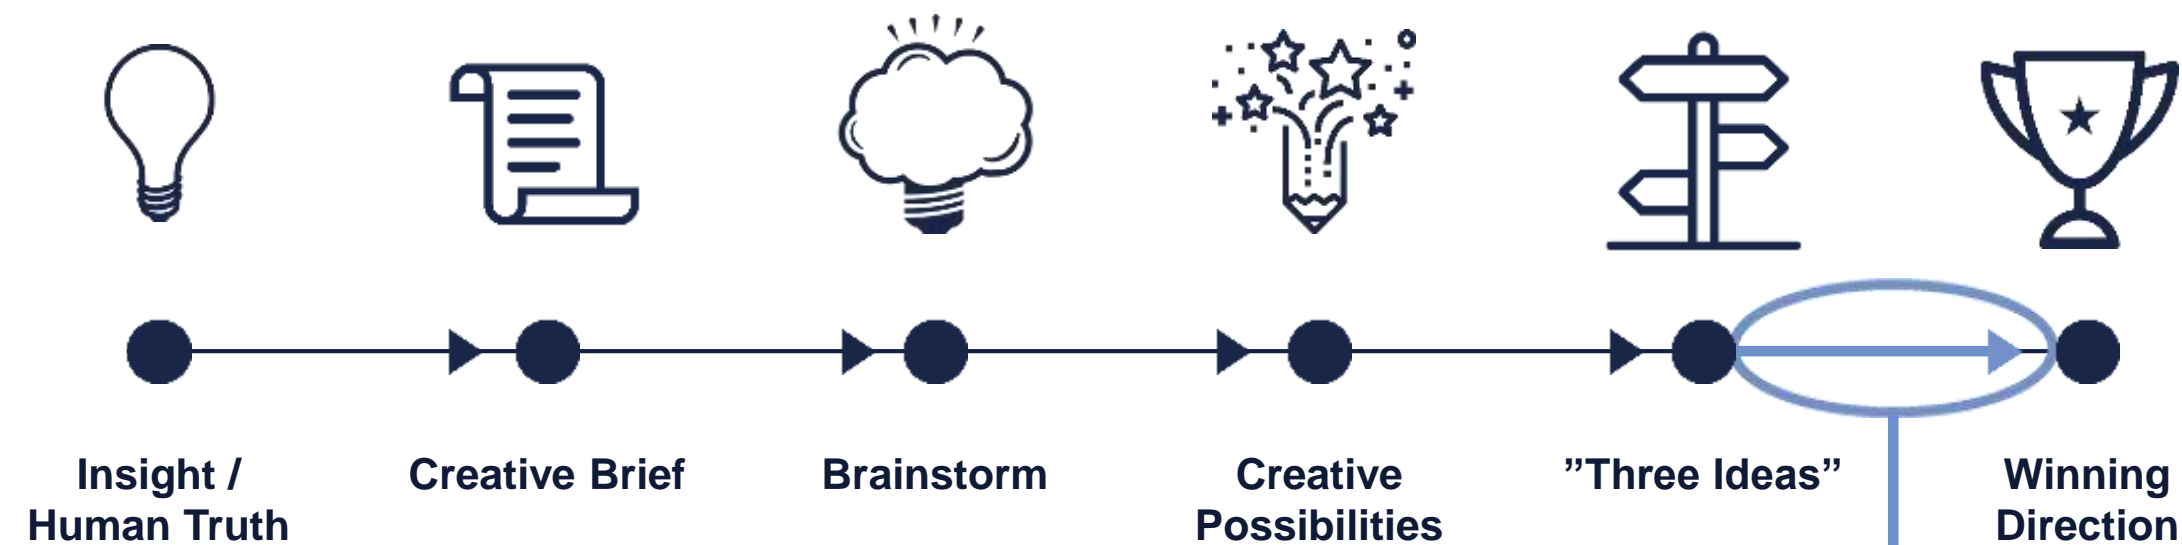 Insight /
Human Truth
Creative Brief
Brainstorm
Creative
Possibilities
”Three Ideas”
Winning
Direction